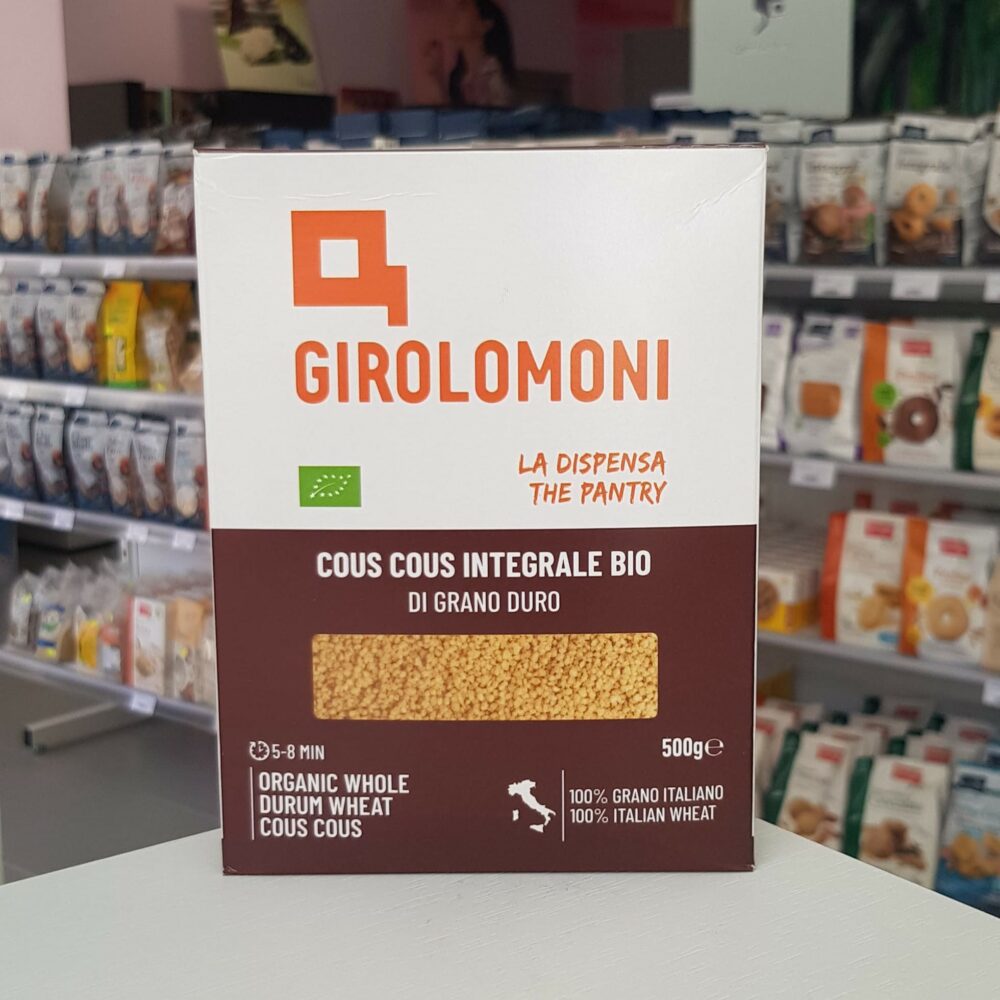 GIROLOMONI
LA DISPENSA
THE PANTRY
COUS COUS INTEGRALE BIO
DI GRANO DURO
5-8 MIN
500g℮
ORGANIC WHOLE
DURUM WHEAT
COUS COUS
100% GRANO ITALIANO
100% ITALIAN WHEAT